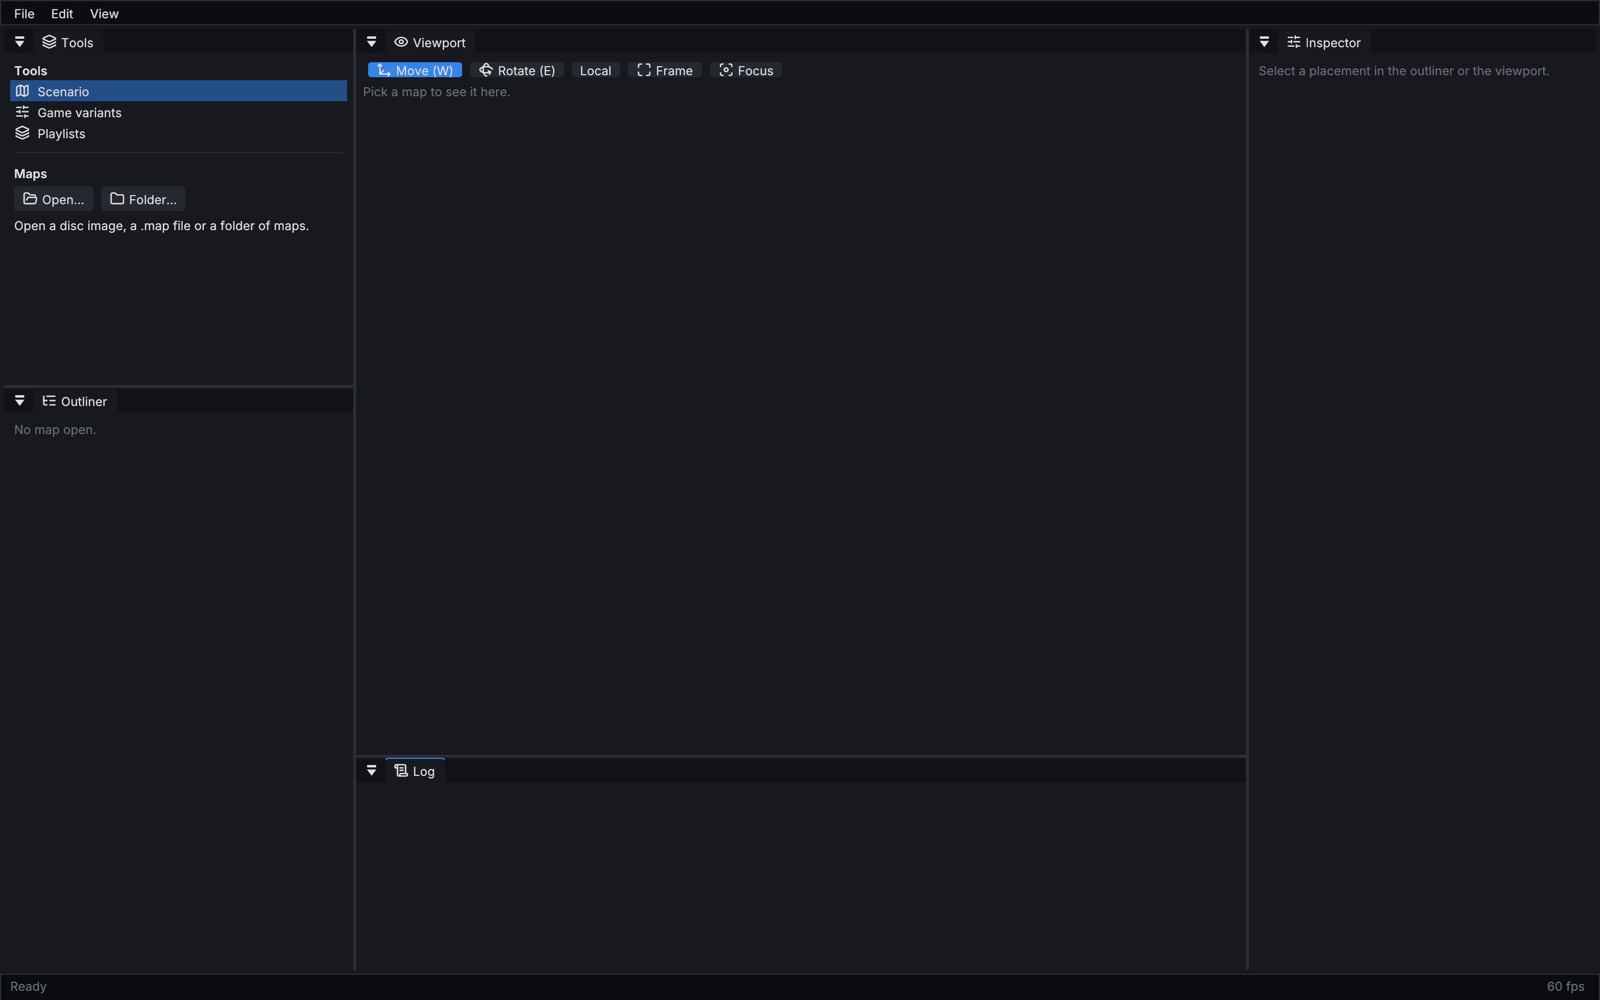 File Edit View
Tools
Tools
Scenario
Game variants
Playlists
Maps
Open... Folder...
Open a disc image, a .map file or a folder of maps.
Outliner
No map open.
Viewport
Move (W) Rotate (E) Local Frame Focus
Pick a map to see it here.
Log
Inspector
Select a placement in the outliner or the viewport.
Ready 60 fps